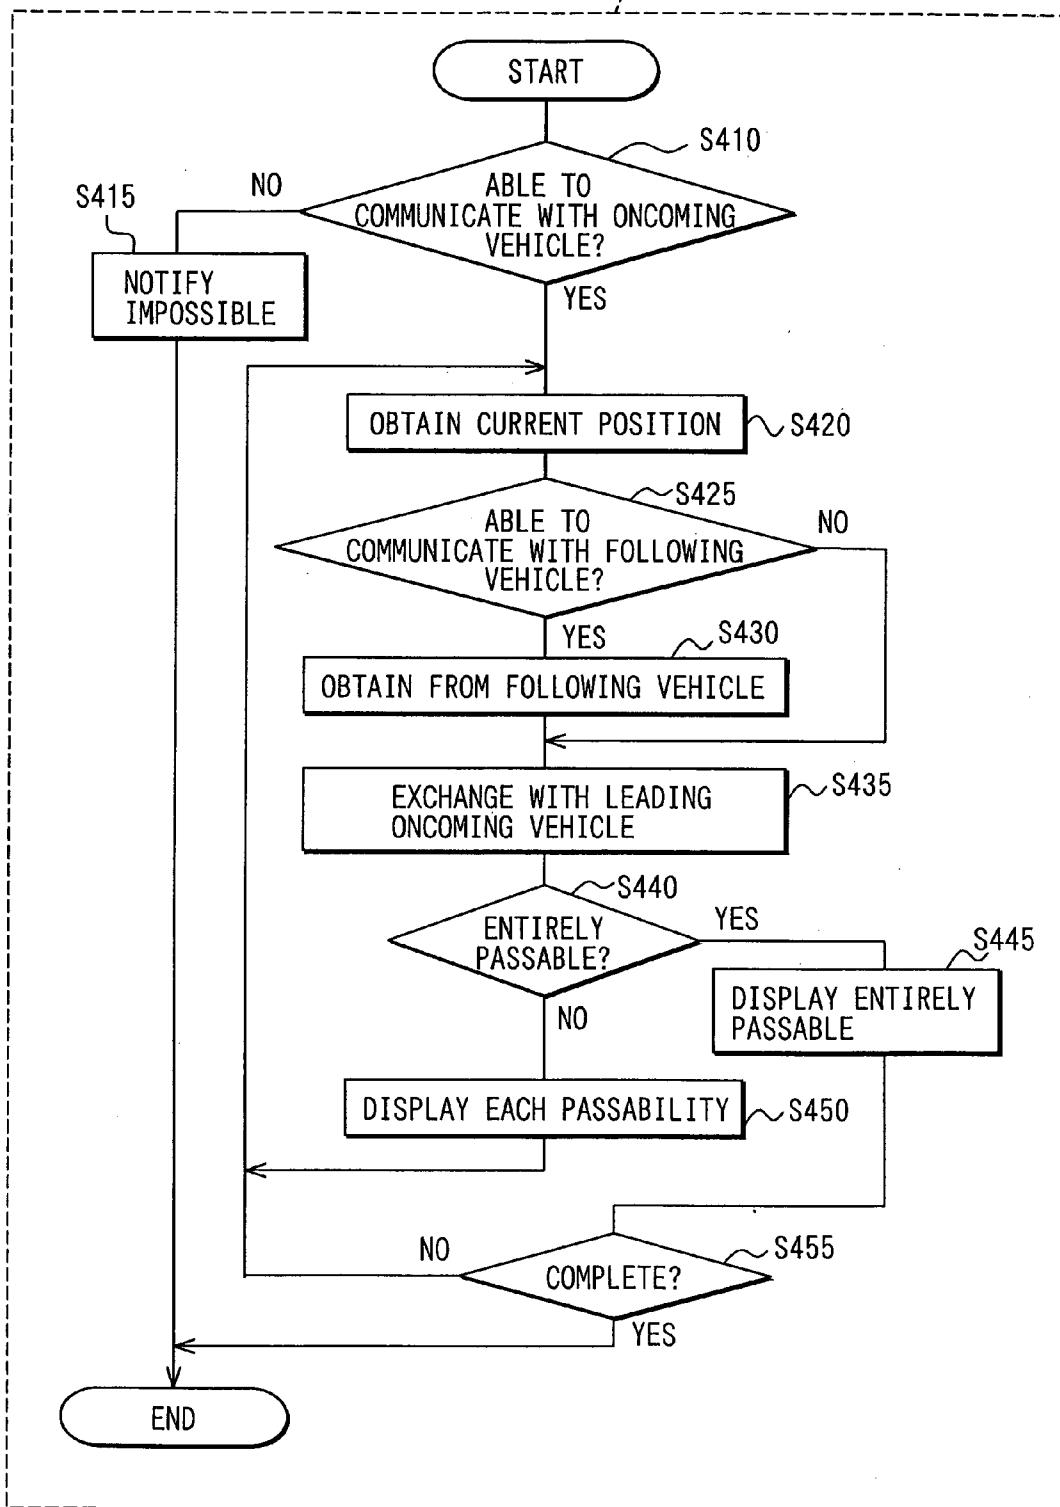 START
S410
ABLE TO
COMMUNICATE WITH ONCOMING
VEHICLE?
NO
S415
NOTIFY
IMPOSSIBLE
YES
OBTAIN CURRENT POSITION
S420
S425
ABLE TO
COMMUNICATE WITH FOLLOWING
VEHICLE?
NO
YES
S430
OBTAIN FROM FOLLOWING VEHICLE
EXCHANGE WITH LEADING
ONCOMING VEHICLE
S435
S440
ENTIRELY
PASSABLE?
YES
S445
DISPLAY ENTIRELY
PASSABLE
NO
DISPLAY EACH PASSABILITY
S450
NO
S455
COMPLETE?
YES
END